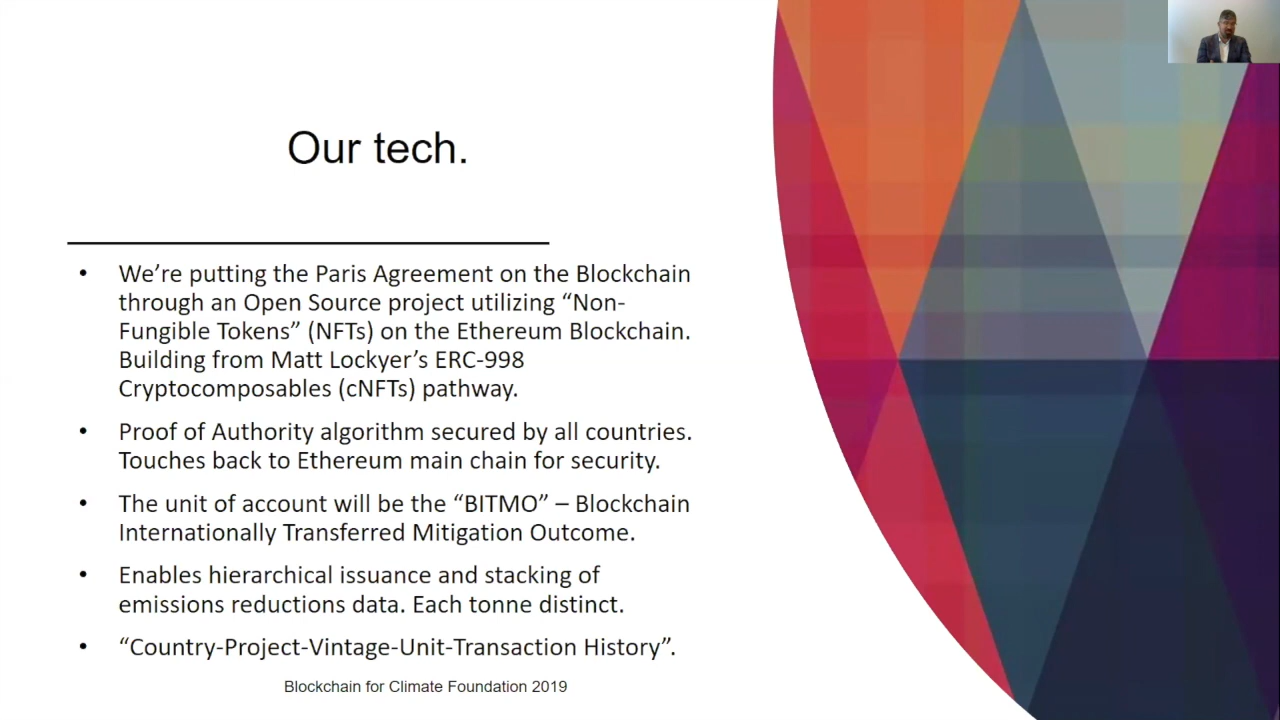 Our tech.
• We’re putting the Paris Agreement on the Blockchain
through an Open Source project utilizing “Non-
Fungible Tokens” (NFTs) on the Ethereum Blockchain.
Building from Matt Lockyer’s ERC-998
Cryptocomposables (cNFTs) pathway.
• Proof of Authority algorithm secured by all countries.
Touches back to Ethereum main chain for security.
• The unit of account will be the “BITMO” – Blockchain
Internationally Transferred Mitigation Outcome.
• Enables hierarchical issuance and stacking of
emissions reductions data. Each tonne distinct.
• “Country-Project-Vintage-Unit-Transaction History”.
Blockchain for Climate Foundation 2019